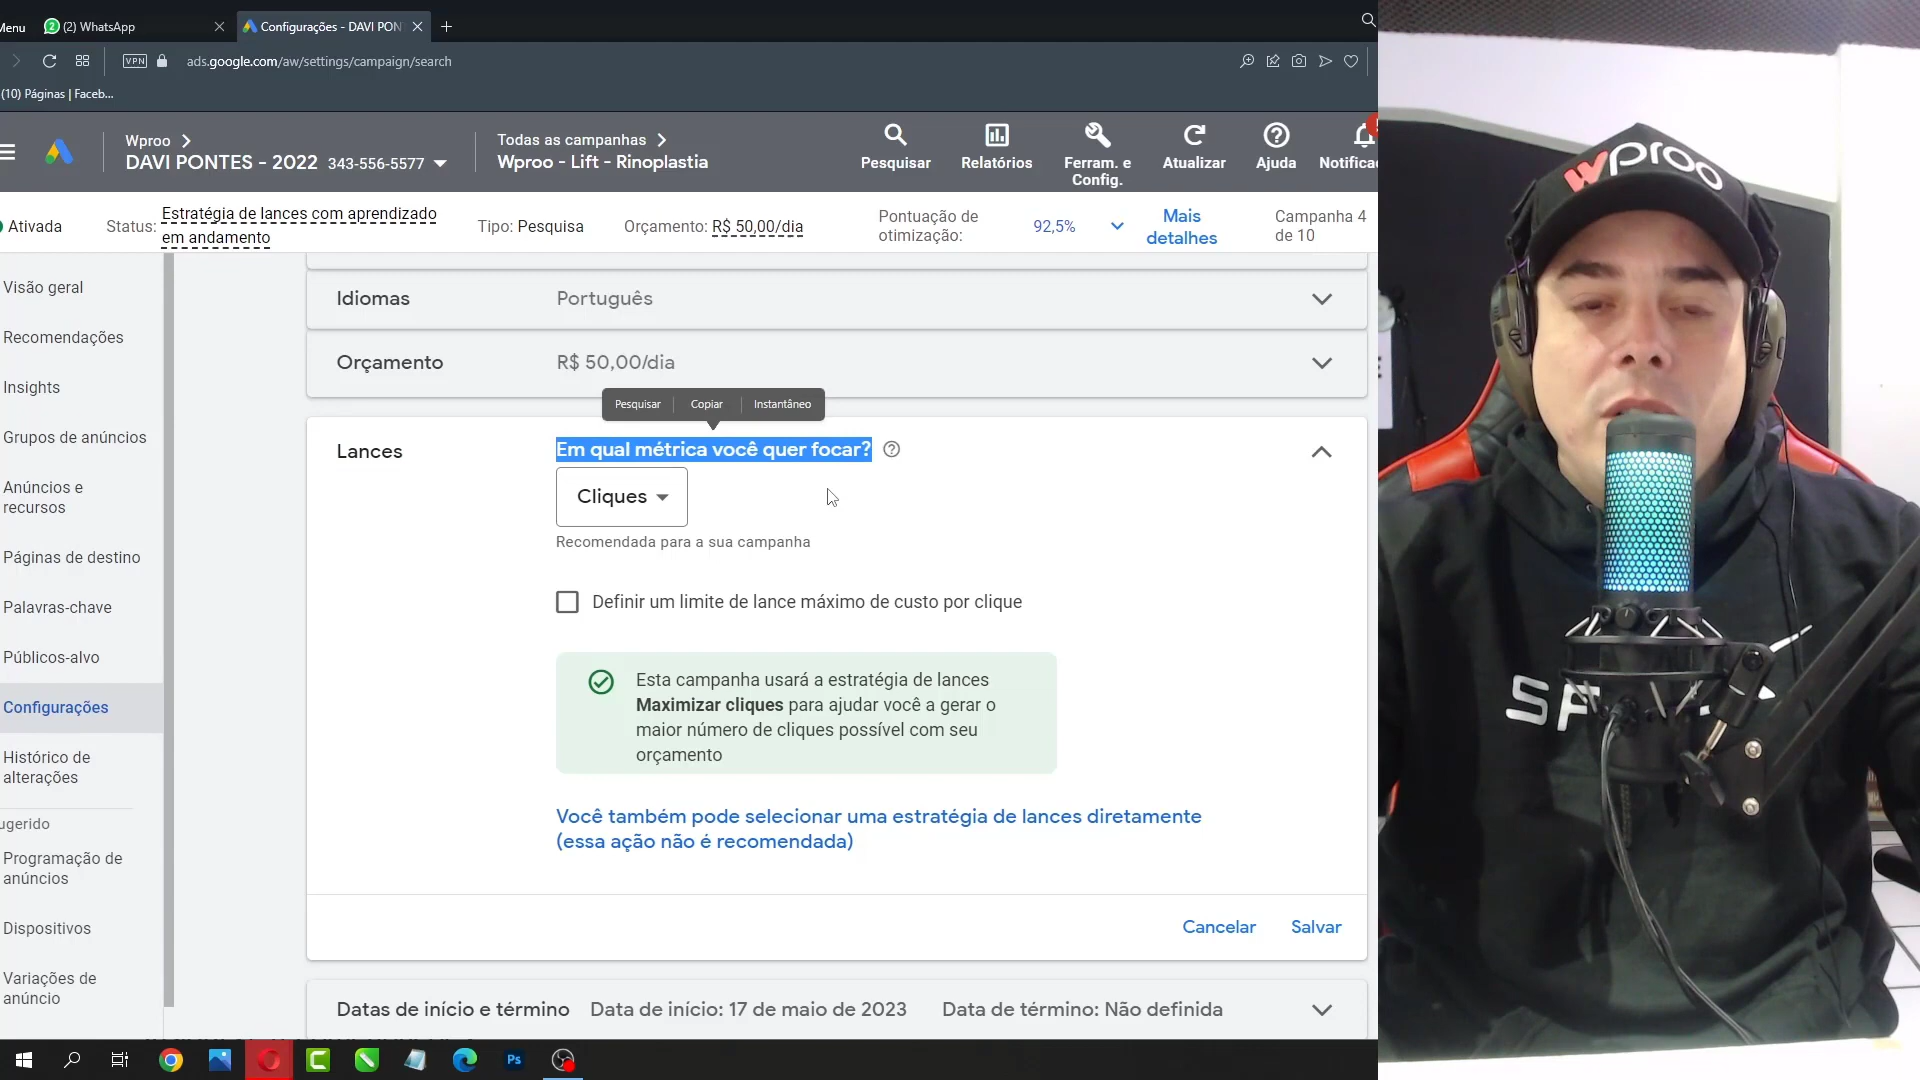 Menu
(2) WhatsApp
Configurações - DAVI PON
VPN
ads.google.com/aw/settings/campaign/search
(10) Páginas | Faceb...
Wproo
DAVI PONTES - 2022 343-556-5577
Todas as campanhas
Wproo - Lift - Rinoplastia
Pesquisar
Relatórios
Ferram. e
Config.
Atualizar
Ajuda
Notifica
Ativada
Status:
Estratégia de lances com aprendizado
em andamento
Tipo: Pesquisa
Orçamento: R$ 50,00/dia
Pontuação de
otimização:
92,5%
Mais
detalhes
Campanha 4
de 10
Visão geral
Recomendações
Insights
Grupos de anúncios
Anúncios e
recursos
Páginas de destino
Palavras-chave
Públicos-alvo
Configurações
Histórico de
alterações
ugerido
Programação de
anúncios
Dispositivos
Variações de
anúncio
Idiomas
Português
Orçamento
R$ 50,00/dia
Pesquisar
Copiar
Instantâneo
Lances
Em qual métrica você quer focar?
Cliques
Recomendada para a sua campanha
Definir um limite de lance máximo de custo por clique
Esta campanha usará a estratégia de lances
Maximizar cliques para ajudar você a gerar o
maior número de cliques possível com seu
orçamento
Você também pode selecionar uma estratégia de lances diretamente
(essa ação não é recomendada)
Cancelar
Salvar
Datas de início e término
Data de início: 17 de maio de 2023
Data de término: Não definida
Ps
wproo